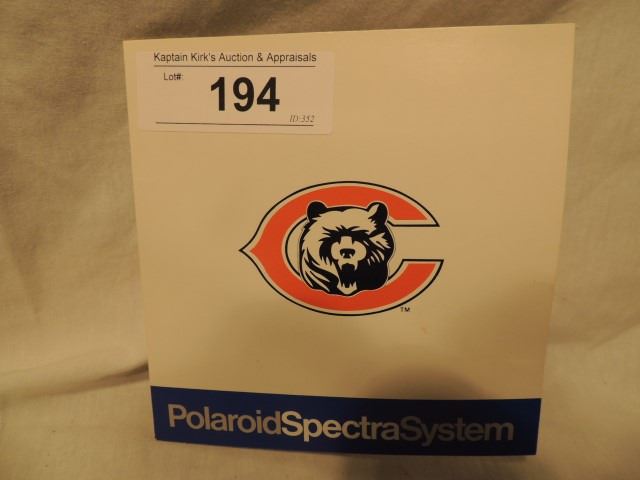 Kaptain Kirk's Auction & Appraisals
Lot#:
194
ID:352
TM
PolaroidSpectraSystem